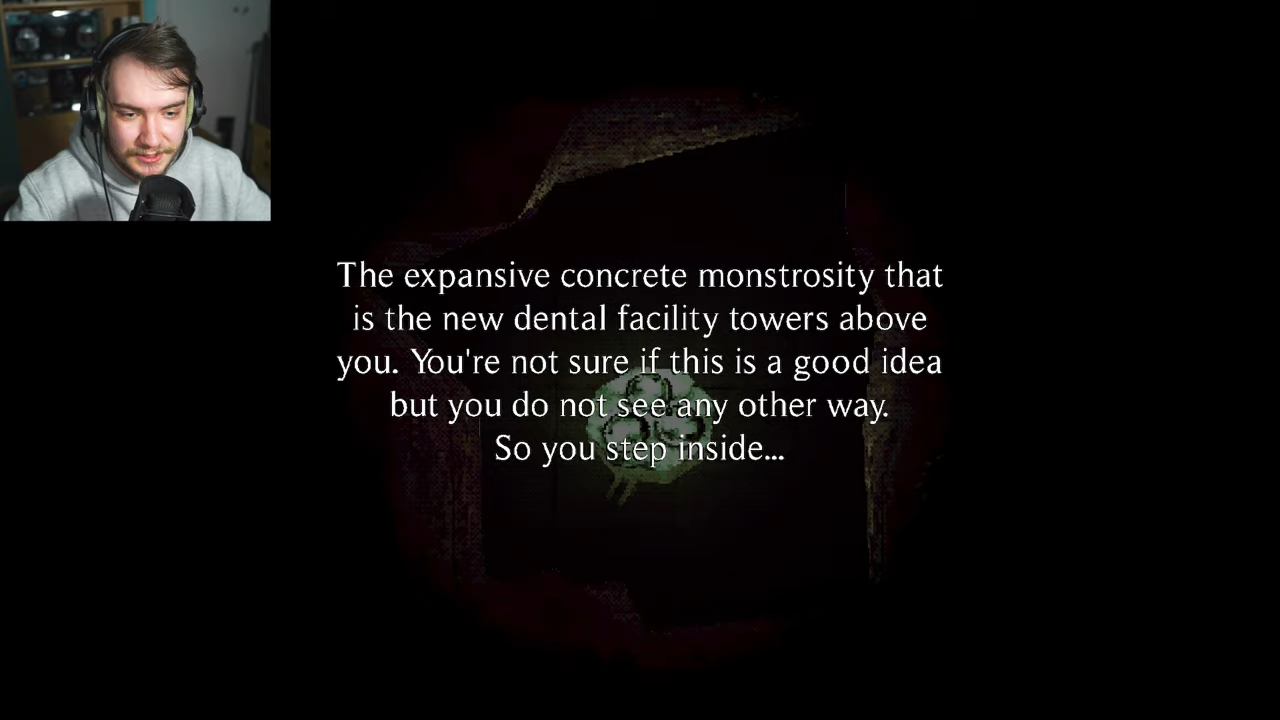 The expansive concrete monstrosity that
is the new dental facility towers above
you. You're not sure if this is a good idea
but you do not see any other way.
So you step inside...